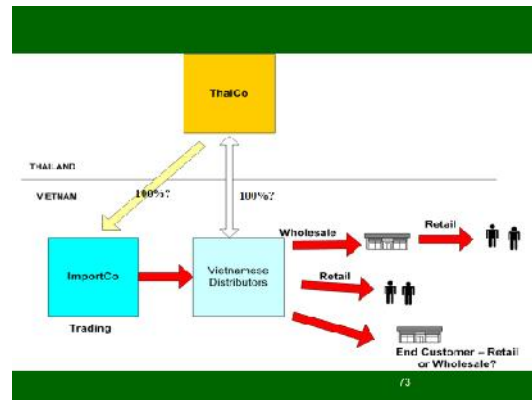 ThaiCo
THAILAND
VIETNAM
100%?
100%?
Wholesale
Retail
ImportCo
Vietnamese
Distributors
Retail
Trading
End Customer – Retail
or Wholesale?
73